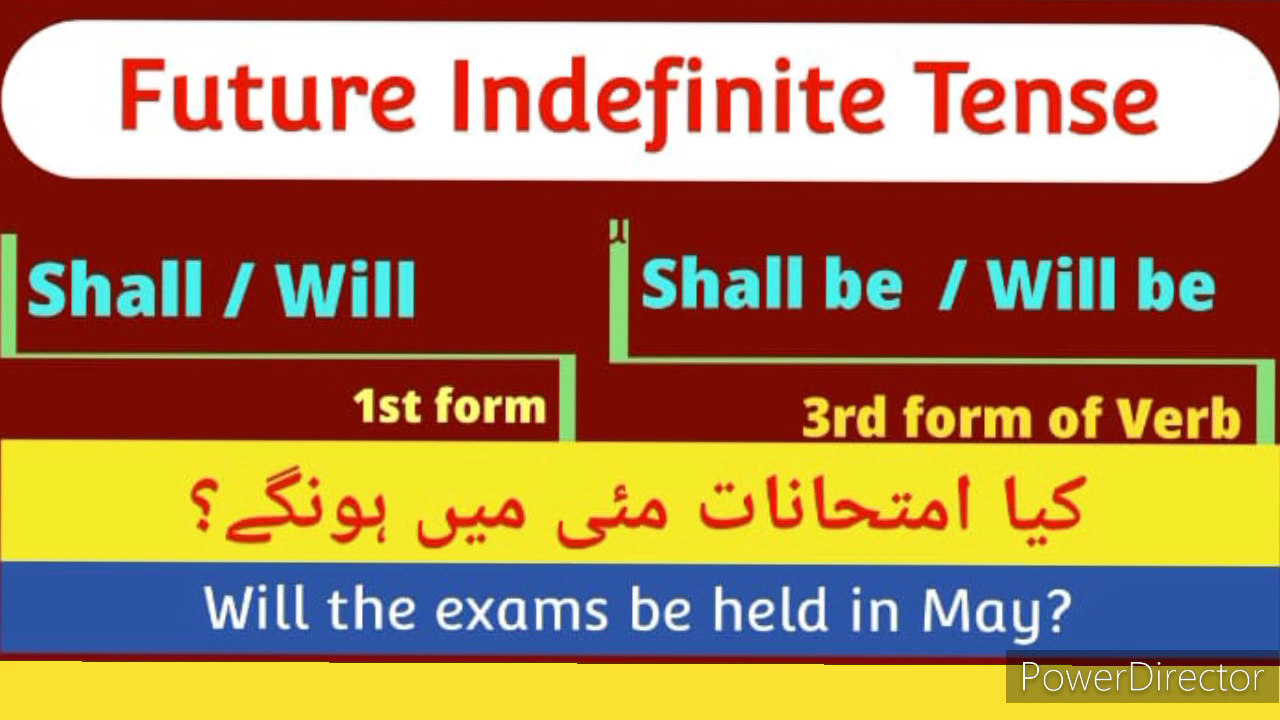 Future Indefinite Tense
Shall / Will
Shall be / Will be
1st form
3rd form of Verb
کیا امتحانات مئی میں ہونگے؟
Will the exams be held in May?
PowerDirector